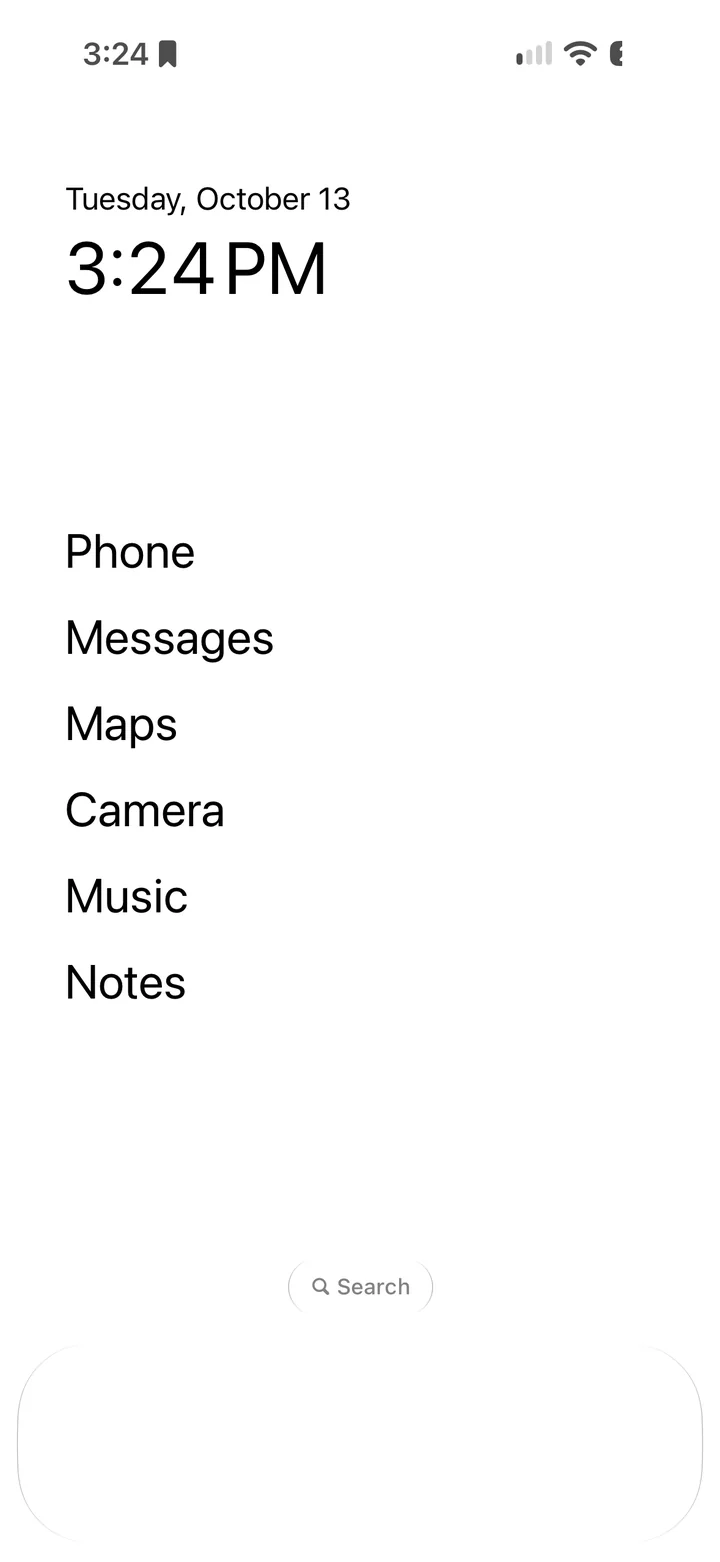 3:24
Tuesday, October 13
3:24 PM
Phone
Messages
Maps
Camera
Music
Notes
Search